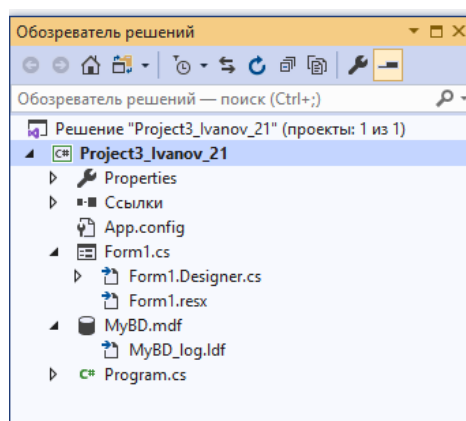 Обозреватель решений
Обозреватель решений — поиск (Ctrl+;)
Решение "Project3_Ivanov_21" (проекты: 1 из 1)
C# Project3_Ivanov_21
Properties
Ссылки
App.config
Form1.cs
Form1.Designer.cs
Form1.resx
MyBD.mdf
MyBD_log.ldf
C# Program.cs